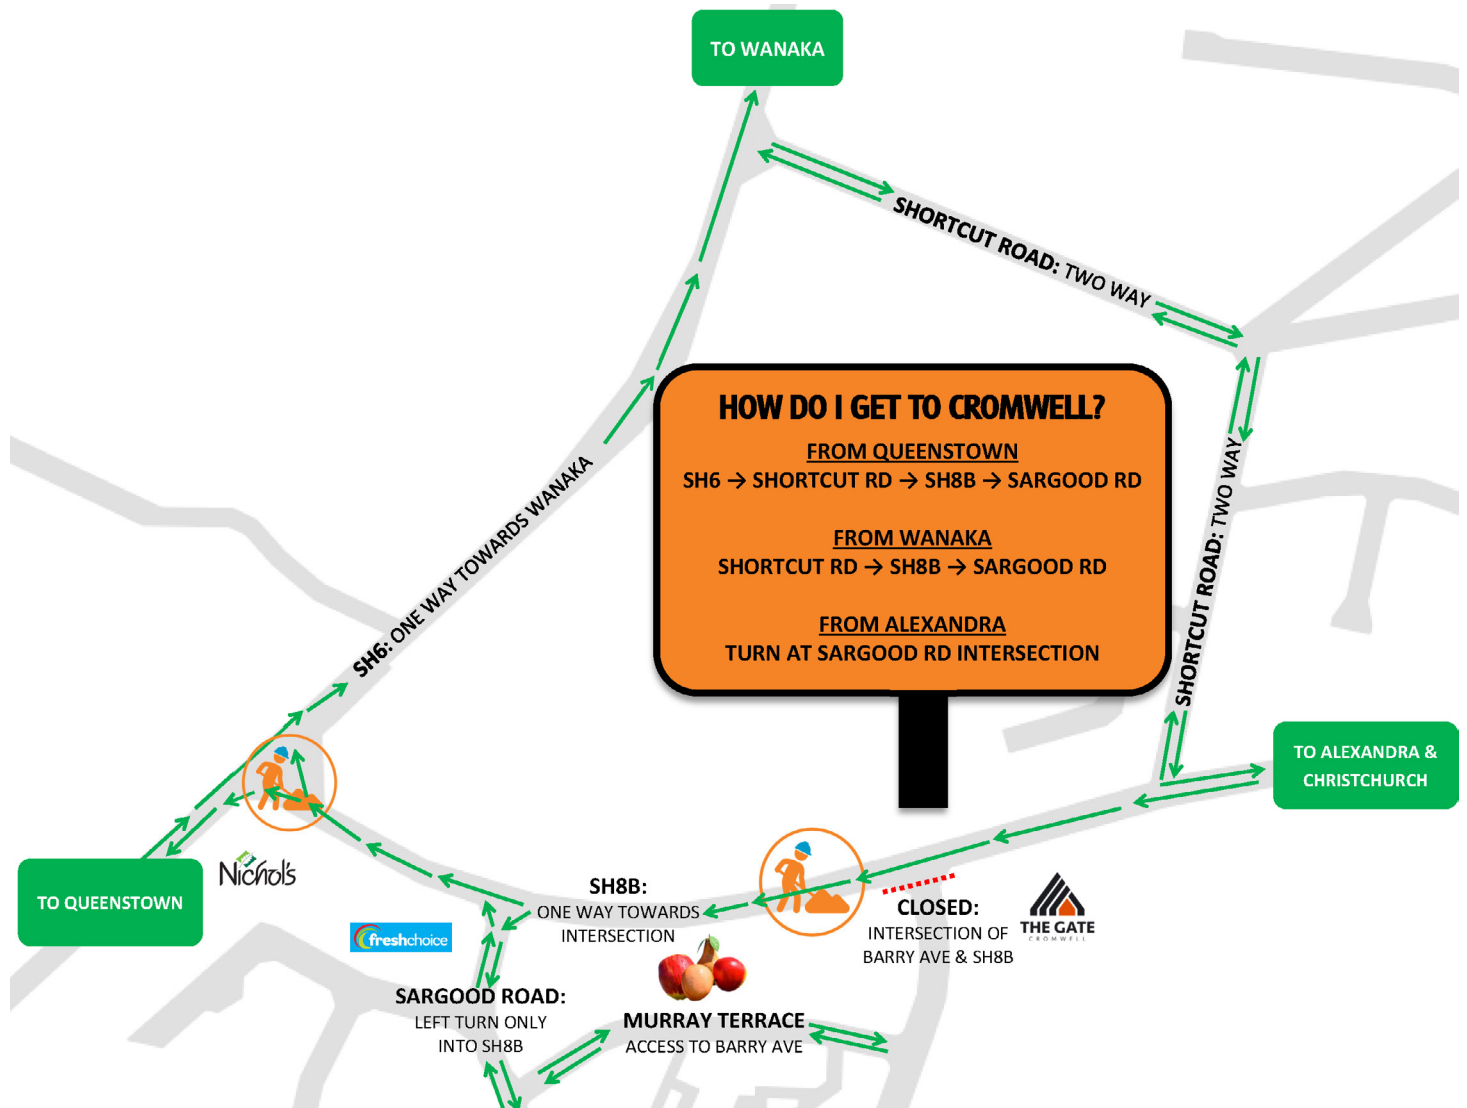 TO WANAKA
SHORTCUT ROAD: TWO WAY
HOW DO I GET TO CROMWELL?
FROM QUEENSTOWN
SH6 → SHORTCUT RD → SH8B → SARGOOD RD
FROM WANAKA
SHORTCUT RD → SH8B → SARGOOD RD
FROM ALEXANDRA
TURN AT SARGOOD RD INTERSECTION
SHORTCUT ROAD: TWO WAY
SH6: ONE WAY TOWARDS WANAKA
TO ALEXANDRA &
CHRISTCHURCH
TO QUEENSTOWN
Nichol's
freshchoice
SH8B:
ONE WAY TOWARDS
INTERSECTION
CLOSED:
INTERSECTION OF
BARRY AVE & SH8B
THE GATE
CROMWELL
SARGOOD ROAD:
LEFT TURN ONLY
INTO SH8B
MURRAY TERRACE
ACCESS TO BARRY AVE